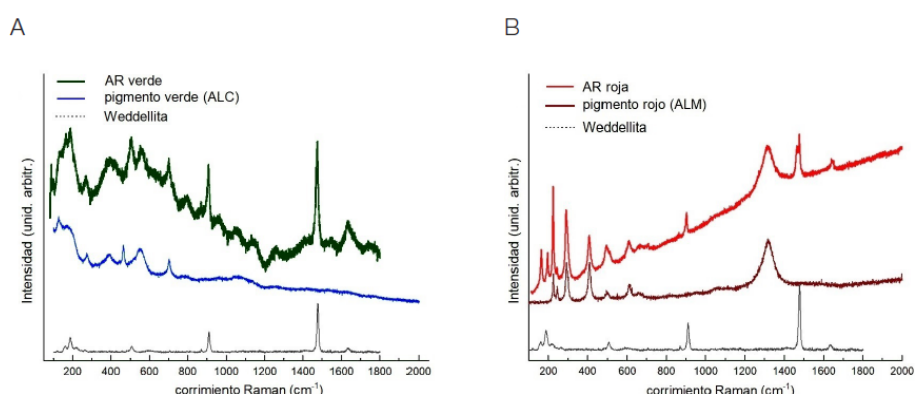 A
B
AR verde
pigmento verde (ALC)
Weddellita
Intensidad (unid. arbitr.)
200 400 600 800 1000 1200 1400 1600 1800 2000
corrimiento Raman (cm-1)
AR roja
pigmento rojo (ALM)
Weddellita
Intensidad (unid. arbitr.)
200 400 600 800 1000 1200 1400 1600 1800 2000
corrimiento Raman (cm-1)